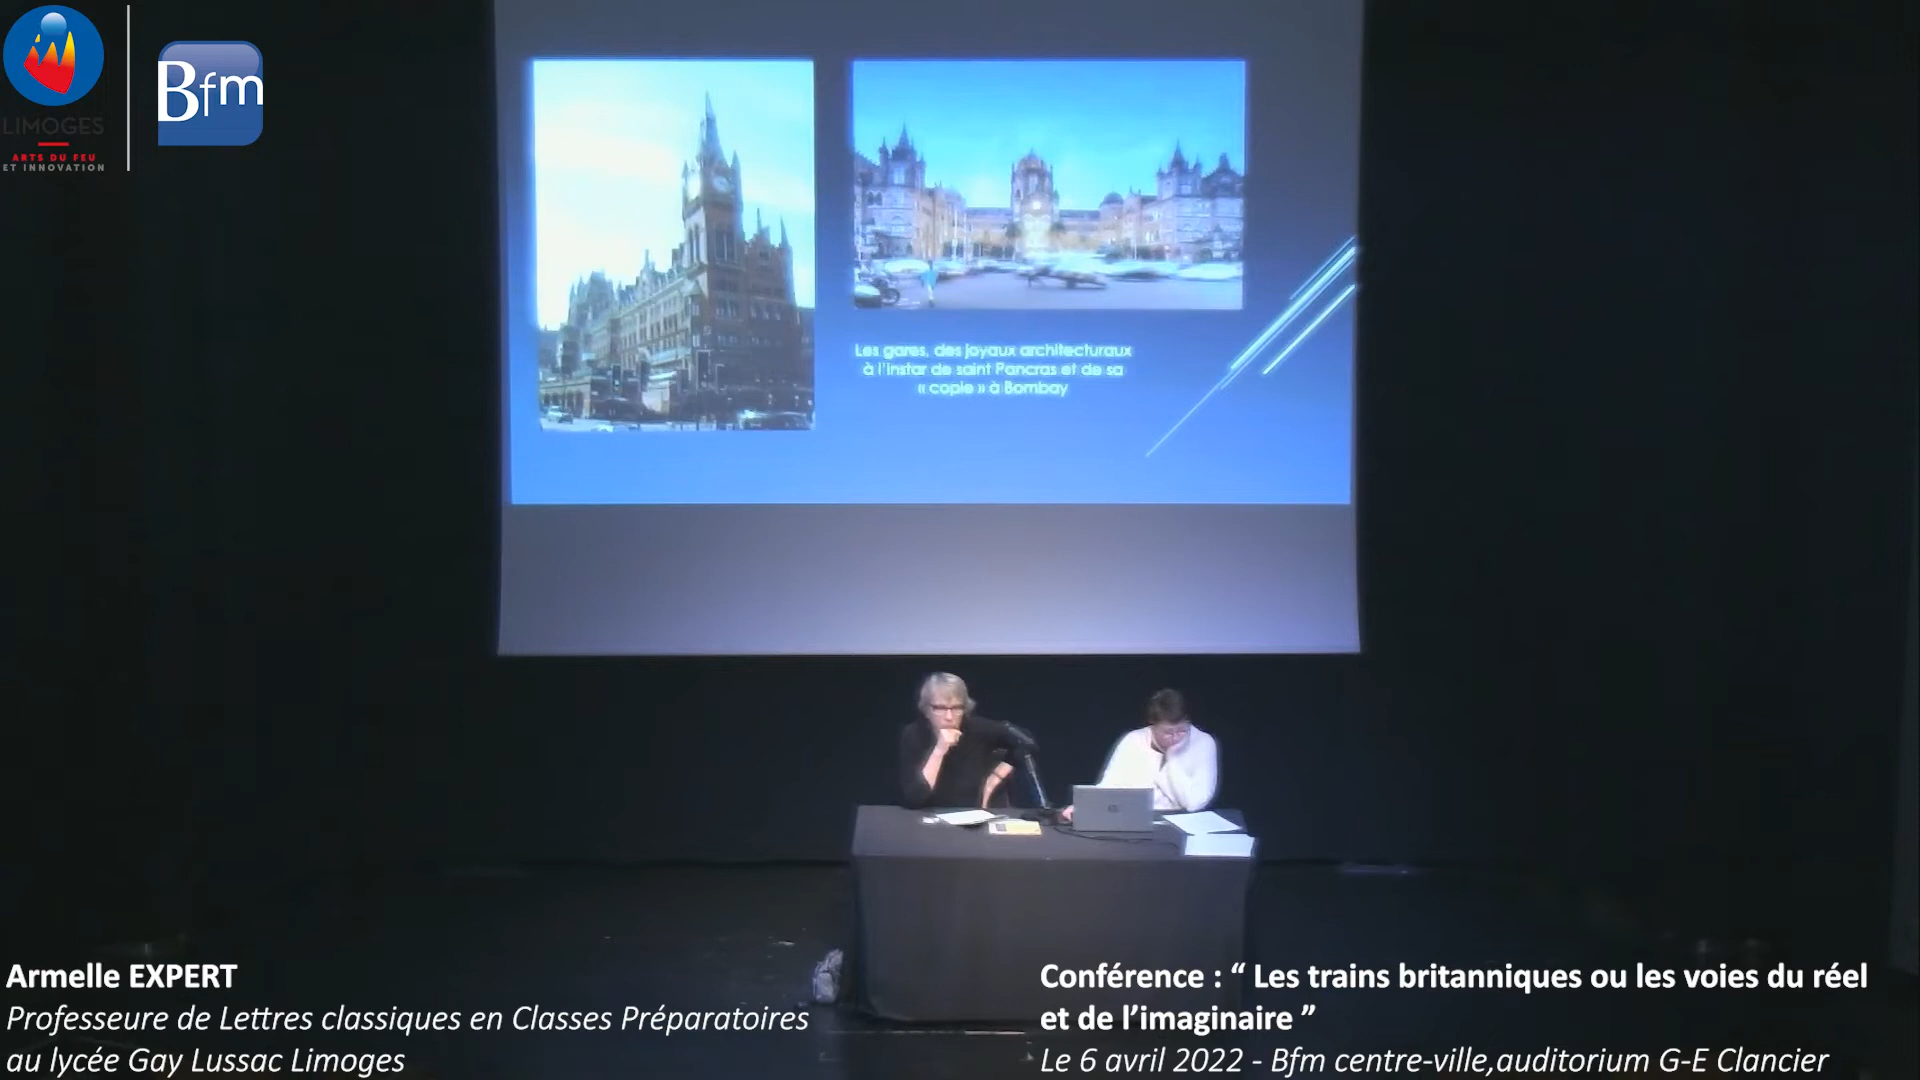 LIMOGES
ARTS DU FEU
ET INNOVATION
Bfm
Les gares, des joyaux architecturaux
à l'instar de saint Pancras et de sa
« copie » à Bombay
Armelle EXPERT
Professeure de Lettres classiques en Classes Préparatoires
au lycée Gay Lussac Limoges
Conférence : “ Les trains britanniques ou les voies du réel
et de l’imaginaire ”
Le 6 avril 2022 - Bfm centre-ville,auditorium G-E Clancier